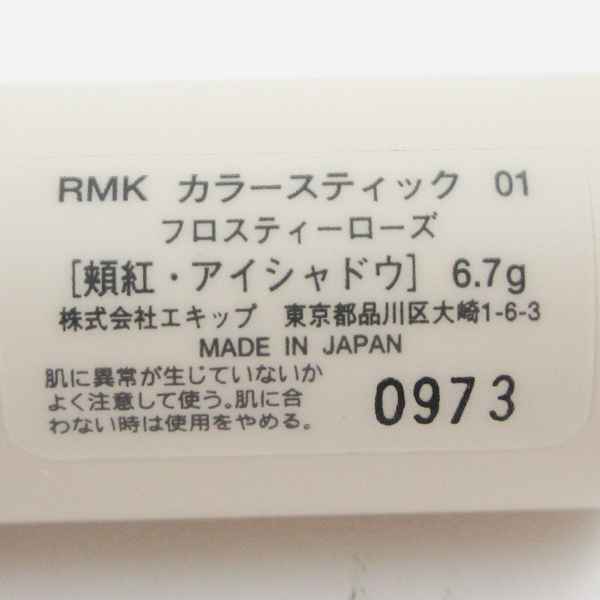 RMK カラースティック 01
フロスティーローズ
[頬紅・アイシャドウ] 6.7g
株式会社エキップ 東京都品川区大崎1-6-3
MADE IN JAPAN
肌に異常が生じていないか
よく注意して使う。肌に合
わない時は使用をやめる。
0973